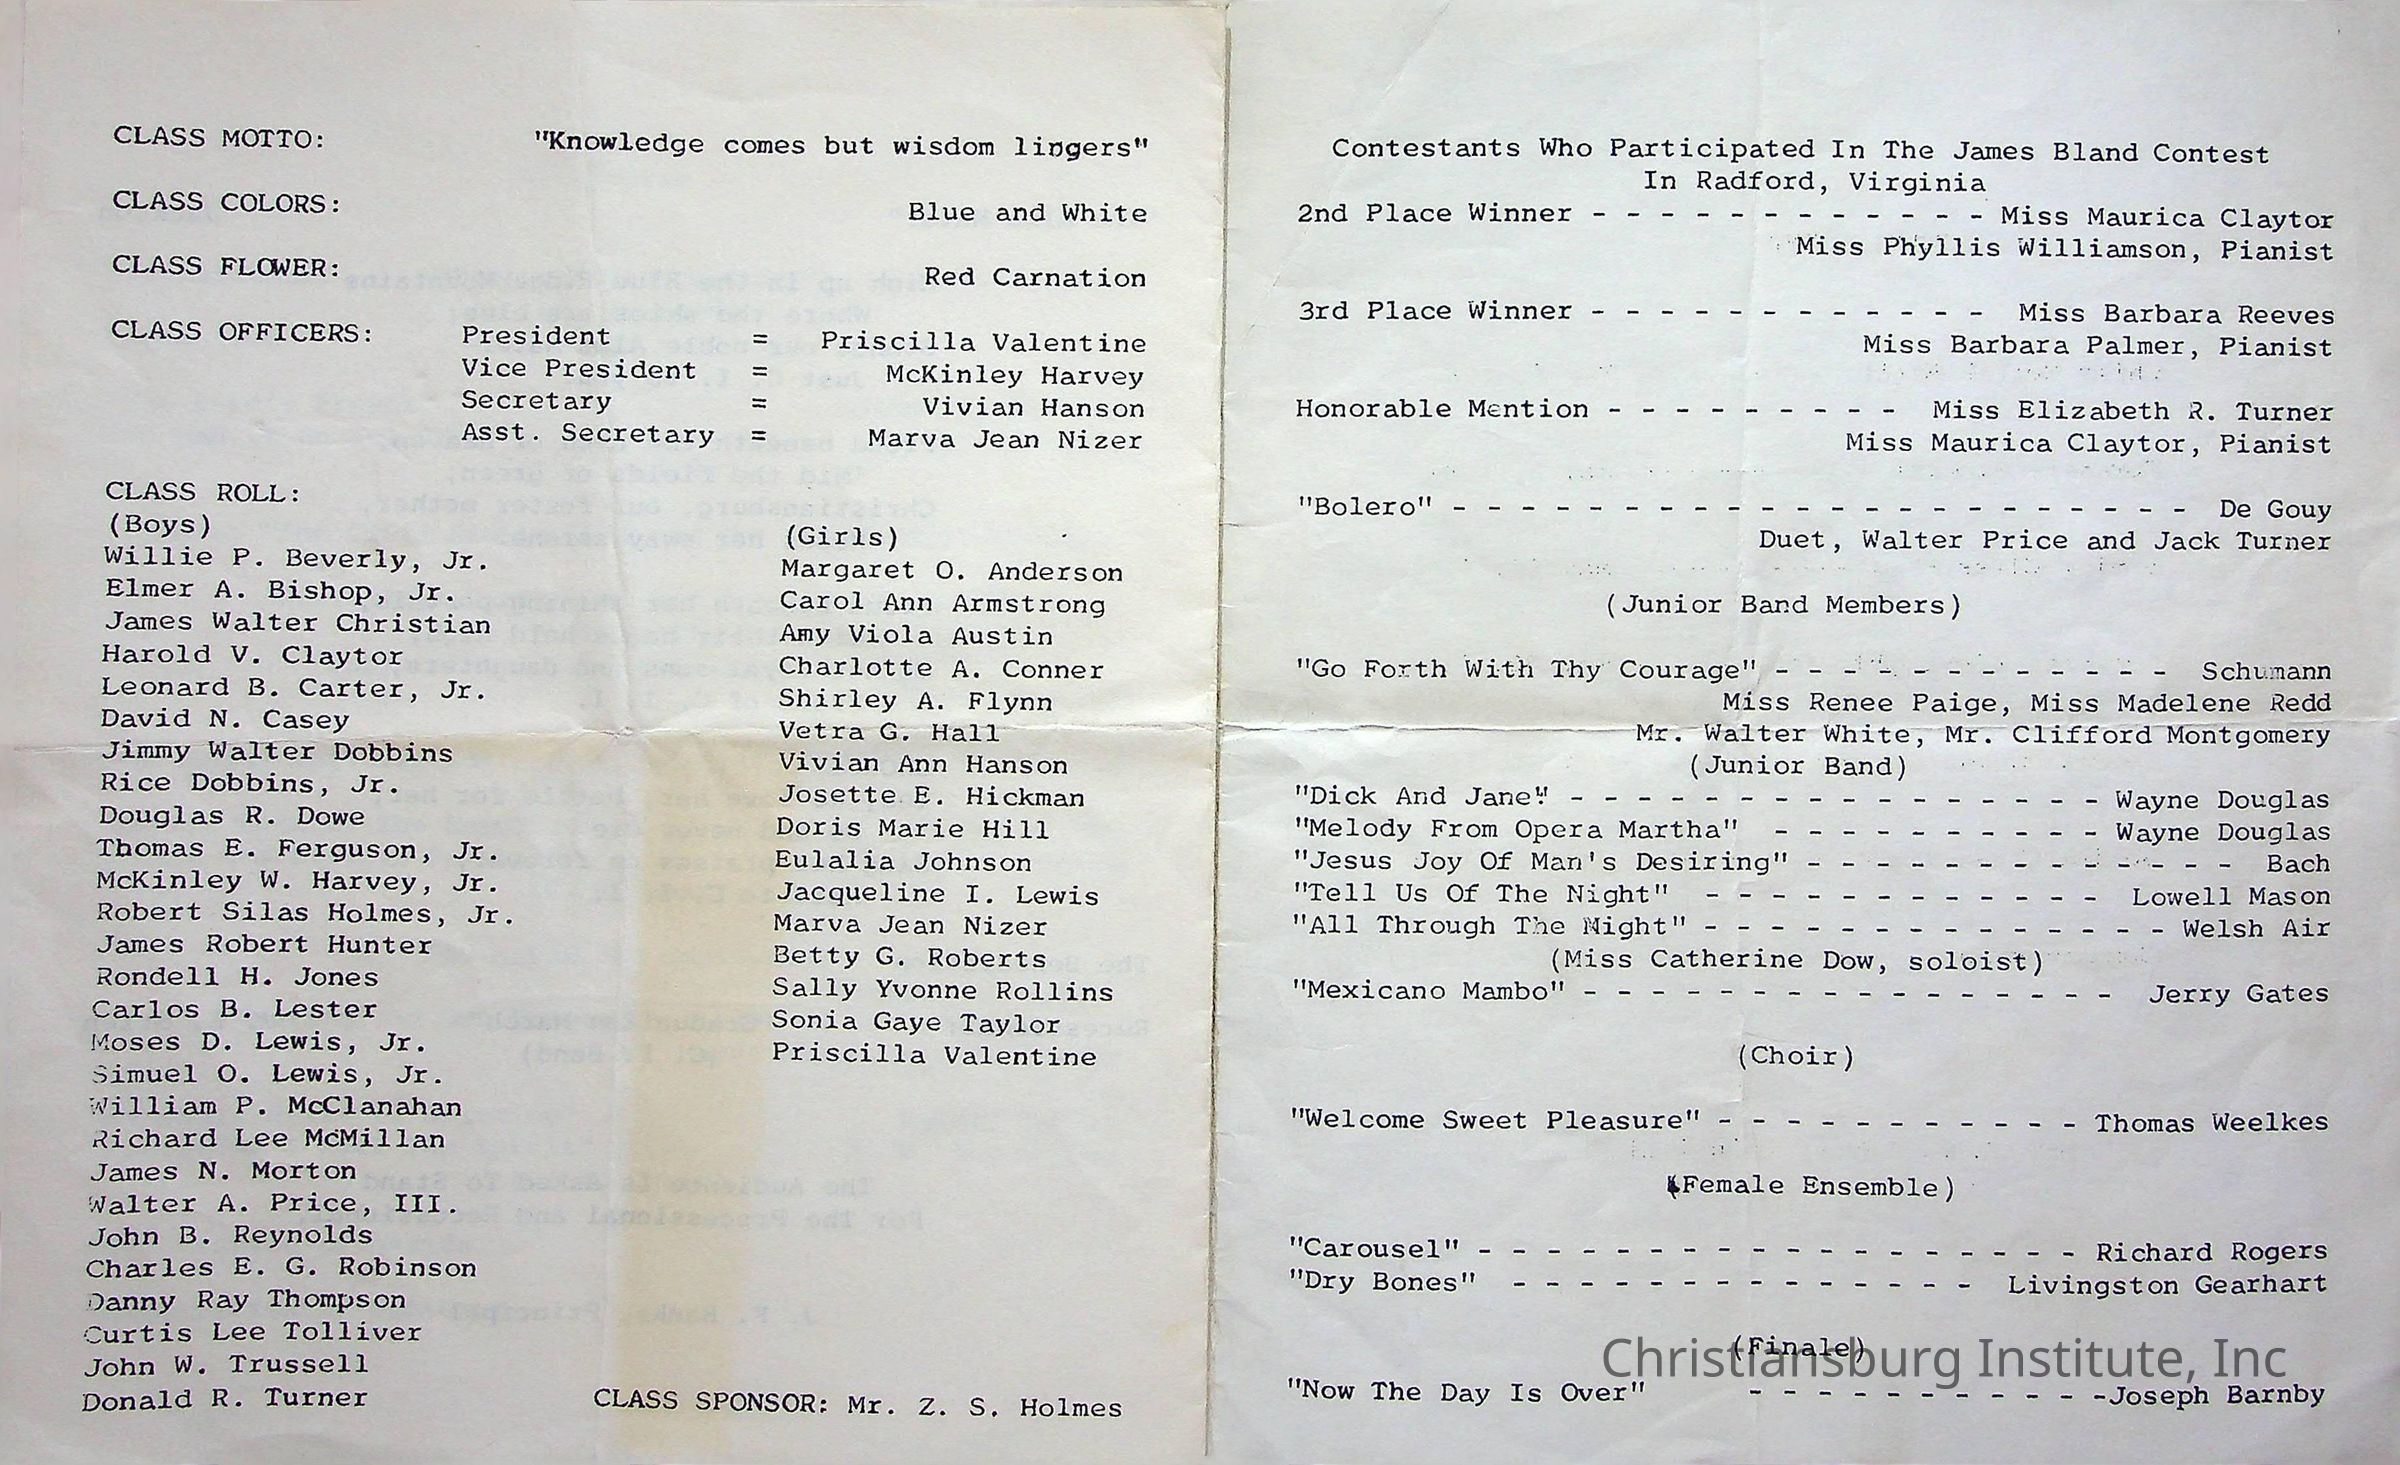 CLASS MOTTO: "Knowledge comes but wisdom lingers"
CLASS COLORS: Blue and White
CLASS FLOWER: Red Carnation
CLASS OFFICERS: President = Priscilla Valentine
Vice President = McKinley Harvey
Secretary = Vivian Hanson
Asst. Secretary = Marva Jean Nizer
CLASS ROLL:
(Boys)
Willie P. Beverly, Jr.
Elmer A. Bishop, Jr.
James Walter Christian
Harold V. Claytor
Leonard B. Carter, Jr.
David N. Casey
Jimmy Walter Dobbins
Rice Dobbins, Jr.
Douglas R. Dowe
Thomas E. Ferguson, Jr.
McKinley W. Harvey, Jr.
Robert Silas Holmes, Jr.
James Robert Hunter
Rondell H. Jones
Carlos B. Lester
Moses D. Lewis, Jr.
Simuel O. Lewis, Jr.
William P. McClanahan
Richard Lee McMillan
James N. Morton
Walter A. Price, III.
John B. Reynolds
Charles E. G. Robinson
Danny Ray Thompson
Curtis Lee Tolliver
John W. Trussell
Donald R. Turner
(Girls)
Margaret O. Anderson
Carol Ann Armstrong
Amy Viola Austin
Charlotte A. Conner
Shirley A. Flynn
Vetra G. Hall
Vivian Ann Hanson
Josette E. Hickman
Doris Marie Hill
Eulalia Johnson
Jacqueline I. Lewis
Marva Jean Nizer
Betty G. Roberts
Sally Yvonne Rollins
Sonia Gaye Taylor
Priscilla Valentine
CLASS SPONSOR: Mr. Z. S. Holmes
Contestants Who Participated In The James Bland Contest
In Radford, Virginia
2nd Place Winner - - - - - - - - - - - - Miss Maurica Claytor
Miss Phyllis Williamson, Pianist
3rd Place Winner - - - - - - - - - - - - Miss Barbara Reeves
Miss Barbara Palmer, Pianist
Honorable Mention - - - - - - - - - Miss Elizabeth R. Turner
Miss Maurica Claytor, Pianist
"Bolero" - - - - - - - - - - - - - - - - - - - - - - De Gouy
Duet, Walter Price and Jack Turner
(Junior Band Members)
"Go Forth With Thy Courage" - - - - - - - - - - - - Schumann
Miss Renee Paige, Miss Madelene Redd
Mr. Walter White, Mr. Clifford Montgomery
(Junior Band)
"Dick And Jane" - - - - - - - - - - - - - - - - Wayne Douglas
"Melody From Opera Martha" - - - - - - - - - - Wayne Douglas
"Jesus Joy Of Man's Desiring" - - - - - - - - - - - - - Bach
"Tell Us Of The Night" - - - - - - - - - - - - Lowell Mason
"All Through The Night" - - - - - - - - - - - - - - Welsh Air
(Miss Catherine Dow, soloist)
"Mexicano Mambo" - - - - - - - - - - - - - - - - Jerry Gates
(Choir)
"Welcome Sweet Pleasure" - - - - - - - - - - - Thomas Weelkes
(Female Ensemble)
"Carousel" - - - - - - - - - - - - - - - - - - Richard Rogers
"Dry Bones" - - - - - - - - - - - - - - Livingston Gearhart
(Finale)
Christiansburg Institute, Inc
"Now The Day Is Over" - - - - - - - - - - -Joseph Barnby